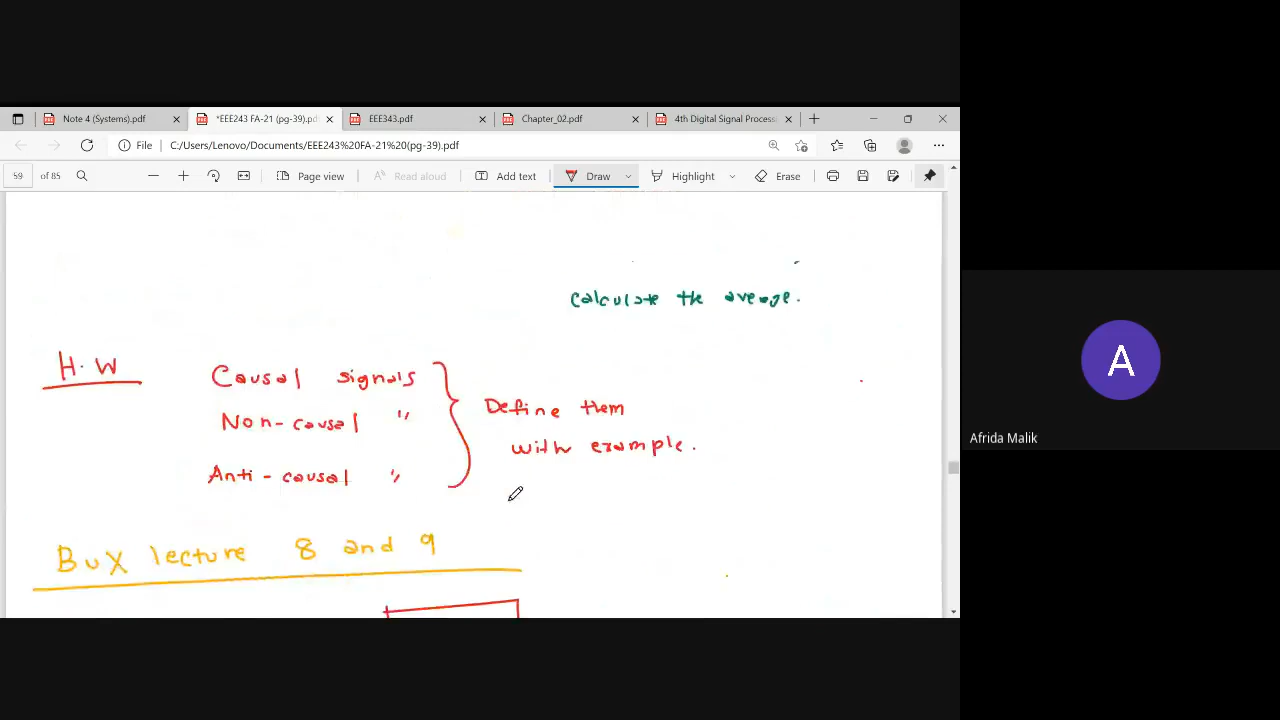 Note 4 (Systems).pdf
*EEE243 FA-21 (pg-39).pd
EEE343.pdf
Chapter_02.pdf
4th Digital Signal Process
File
C:/Users/Lenovo/Documents/EEE243%20FA-21%20(pg-39).pdf
59 of 85
Page view
Read aloud
Add text
Draw
Highlight
Erase
calculate the average.
H.W
Causal signals
Non-causal "
Anti-causal "
Define them
with example.
BUX lecture 8 and 9
A
Afrida Malik